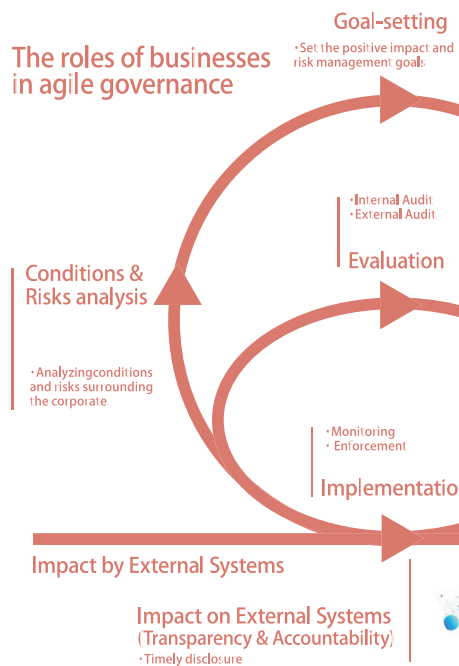 Goal-setting
・Set the positive impact and
risk management goals
The roles of businesses
in agile governance
・Internal Audit
・External Audit
Evaluation
Conditions &
Risks analysis
・Analyzingconditions
and risks surrounding
the corporate
・Monitoring
・Enforcement
Implementatio
Impact by External Systems
Impact on External Systems
(Transparency & Accountability)
・Timely disclosure